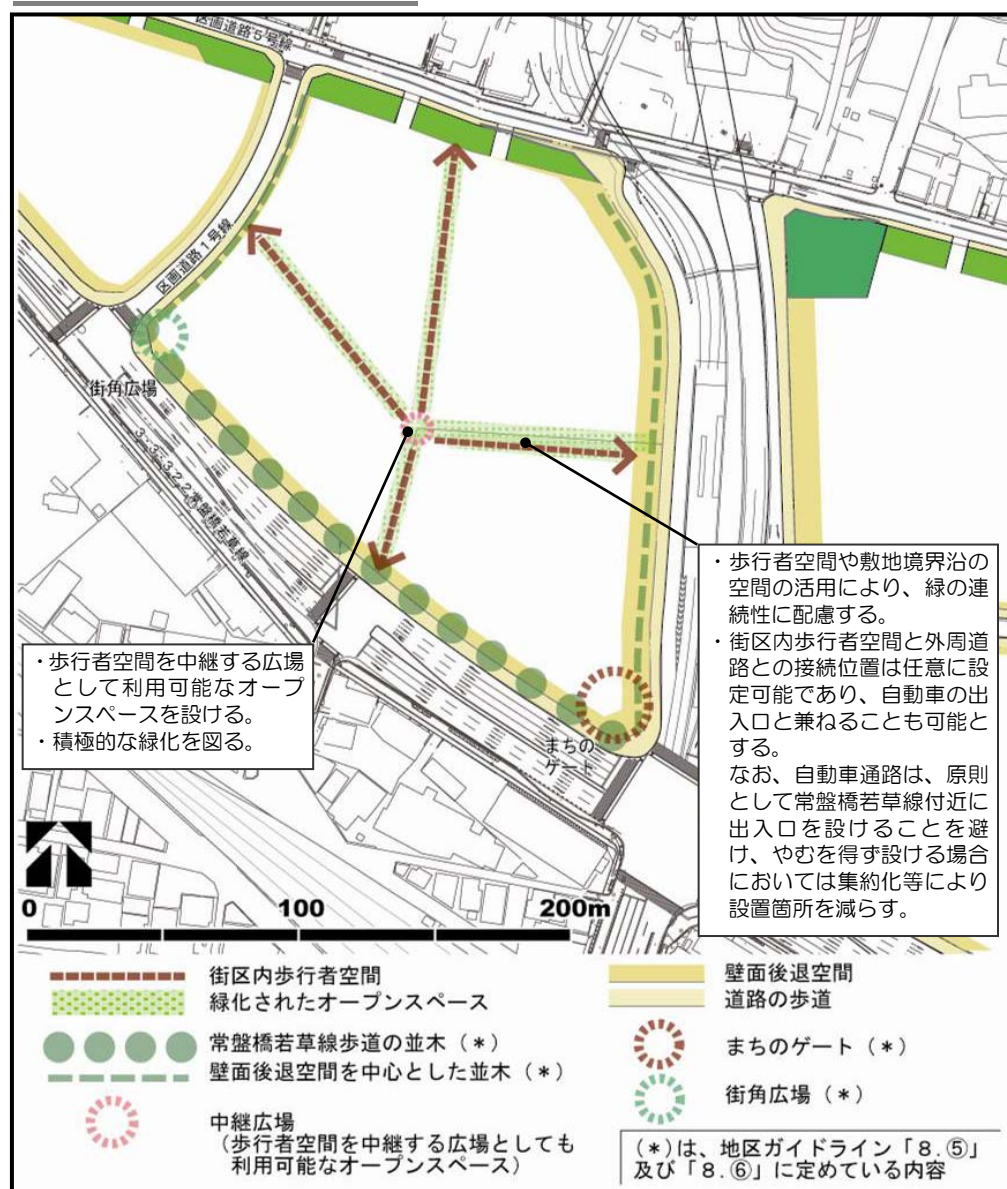 区画道路5号線
区画道路1号線
街角広場
3・3・322常盤橋若草線
・歩行者空間を中継する広場
として利用可能なオープ
ンスペースを設ける。
・積極的な緑化を図る。
・歩行者空間や敷地境界沿の
空間の活用により、緑の連
続性に配慮する。
・街区内歩行者空間と外周道
路との接続位置は任意に設
定可能であり、自動車の出
入口と兼ねることも可能と
する。
なお、自動車通路は、原則
として常盤橋若草線付近に
出入口を設けることを避
け、やむを得ず設ける場合
においては集約化等により
設置箇所を減らす。
まちの
ゲート
0
100
200m
街区内歩行者空間
緑化されたオープンスペース
常盤橋若草線歩道の並木（*）
壁面後退空間を中心とした並木（*）
中継広場
（歩行者空間を中継する広場としても
利用可能なオープンスペース）
壁面後退空間
道路の歩道
まちのゲート（*）
街角広場（*）
（*）は、地区ガイドライン「8.⑤」
及び「8.⑥」に定めている内容